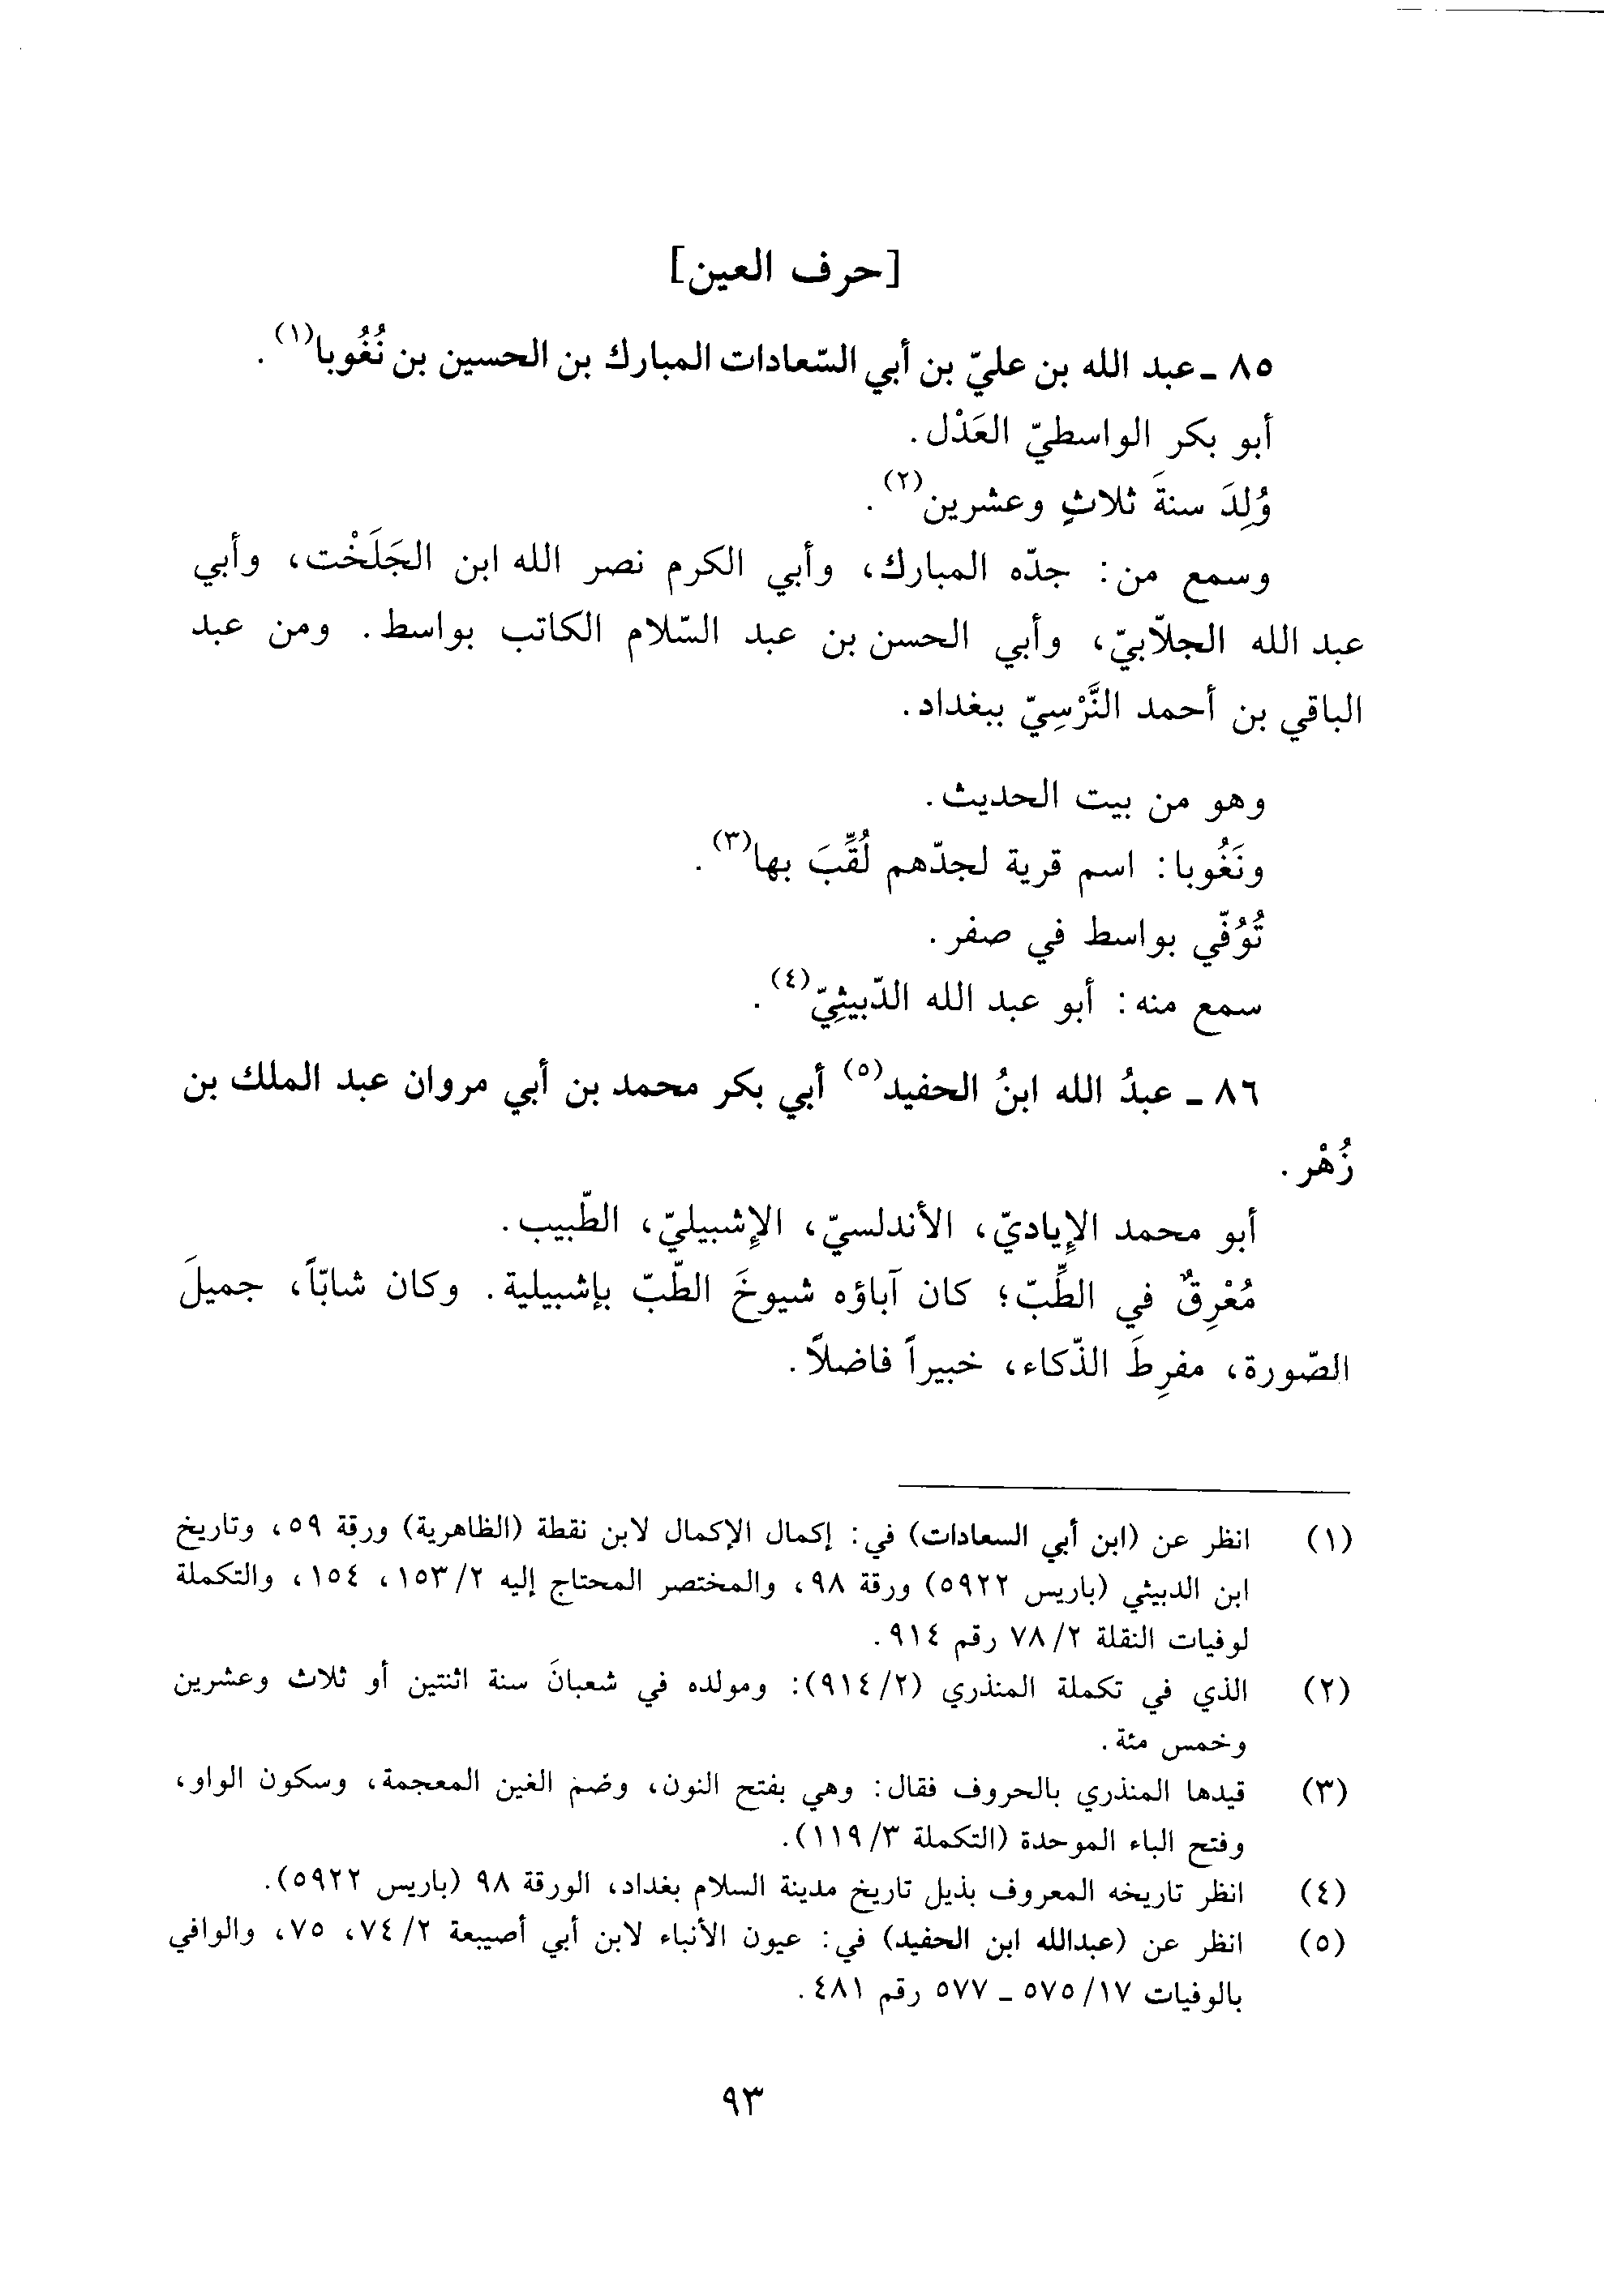 [حرف العين]
٨٥ ـ عبد الله بن عليّ بن أبي السّعادات المبارك بن الحسين بن نُغُوبا(١).
أبو بكر الواسطيّ العَدْل.
وُلِدَ سنةَ ثلاثٍ وعشرين(٢).
وسمع من: جدّه المبارك، وأبي الكرم نصر الله ابن الجَلَخْت، وأبي
عبد الله الجلّابيّ، وأبي الحسن بن عبد السّلام الكاتب بواسط. ومن عبد
الباقي بن أحمد النَّرْسِيّ ببغداد.
وهو من بيت الحديث.
ونَغُوبا: اسم قرية لجدّهم لُقِّبَ بها(٣).
تُوُفّي بواسط في صفر.
سمع منه: أبو عبد الله الدّبيثِيّ(٤).
٨٦ ـ عبدُ الله ابنُ الحفيد(٥) أبي بكر محمد بن أبي مروان عبد الملك بن
زُهْر.
أبو محمد الإياديّ، الأندلسيّ، الإشبيليّ، الطّبيب.
مُعْرِقٌ في الطِّبّ؛ كان آباؤه شيوخَ الطّبّ بإشبيلية. وكان شابّاً، جميلَ
الصّورة، مفرِطَ الذّكاء، خبيراً فاضلاً.
(١) انظر عن (ابن أبي السعادات) في: إكمال الإكمال لابن نقطة (الظاهرية) ورقة ٥٩، وتاريخ
ابن الدبيثي (باريس ٥٩٢٢) ورقة ٩٨، والمختصر المحتاج إليه ٢/ ١٥٣، ١٥٤، والتكملة
لوفيات النقلة ٢/ ٧٨ رقم ٩١٤.
(٢) الذي في تكملة المنذري (٢/ ٩١٤): ومولده في شعبانَ سنة اثنتين أو ثلاث وعشرين
وخمس مئة.
(٣) قيدها المنذري بالحروف فقال: وهي بفتح النون، وضم الغين المعجمة، وسكون الواو،
وفتح الباء الموحدة (التكملة ٣/ ١١٩).
(٤) انظر تاريخه المعروف بذيل تاريخ مدينة السلام بغداد، الورقة ٩٨ (باريس ٥٩٢٢).
(٥) انظر عن (عبدالله ابن الحفيد) في: عيون الأنباء لابن أبي أصيبعة ٢/ ٧٤، ٧٥، والوافي
بالوفيات ١٧/ ٥٧٥ ـ ٥٧٧ رقم ٤٨١.
٩٣